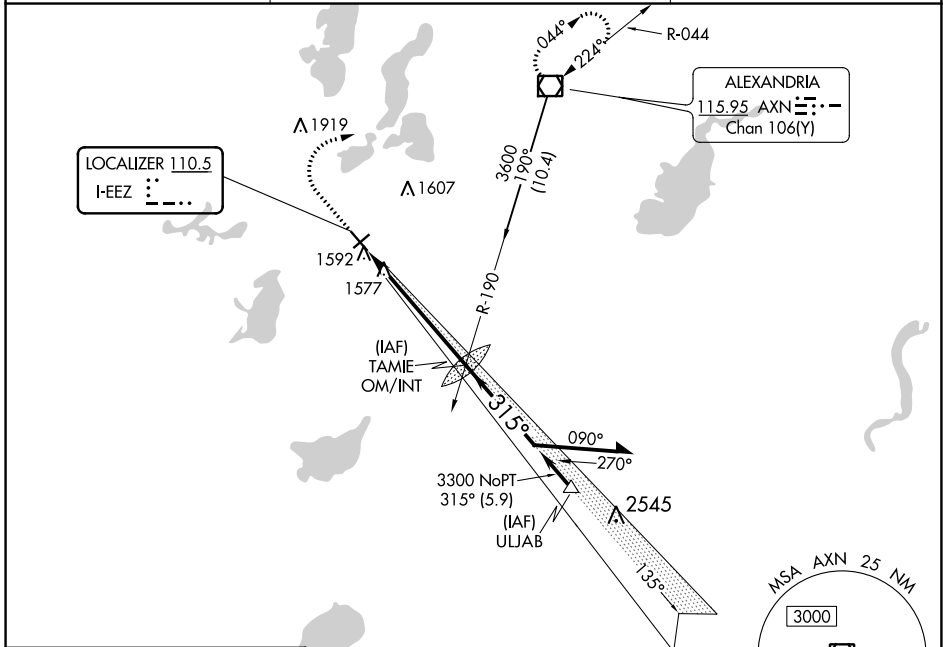 044°
224°
R-044
ALEXANDRIA
115.95 AXN
Chan 106(Y)
1919
LOCALIZER 110.5
I-EEZ
1607
3600
190°
(10.4)
1592
1577
R-190
(IAF)
TAMIE
OM/INT
315°
090°
270°
3300 NoPT
315° (5.9)
(IAF)
ULJAB
2545
135°
MSA AXN 25 NM
3000